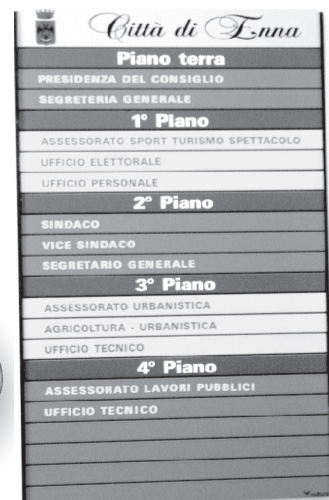 Città di Enna
Piano terra
PRESIDENZA DEL CONSIGLIO
SEGRETERIA GENERALE
1° Piano
ASSESSORATO SPORT TURISMO SPETTACOLO
UFFICIO ELETTORALE
UFFICIO PERSONALE
2° Piano
SINDACO
VICE SINDACO
SEGRETARIO GENERALE
3° Piano
ASSESSORATO URBANISTICA
AGRICOLTURA - URBANISTICA
UFFICIO TECNICO
4° Piano
ASSESSORATO LAVORI PUBBLICI
UFFICIO TECNICO